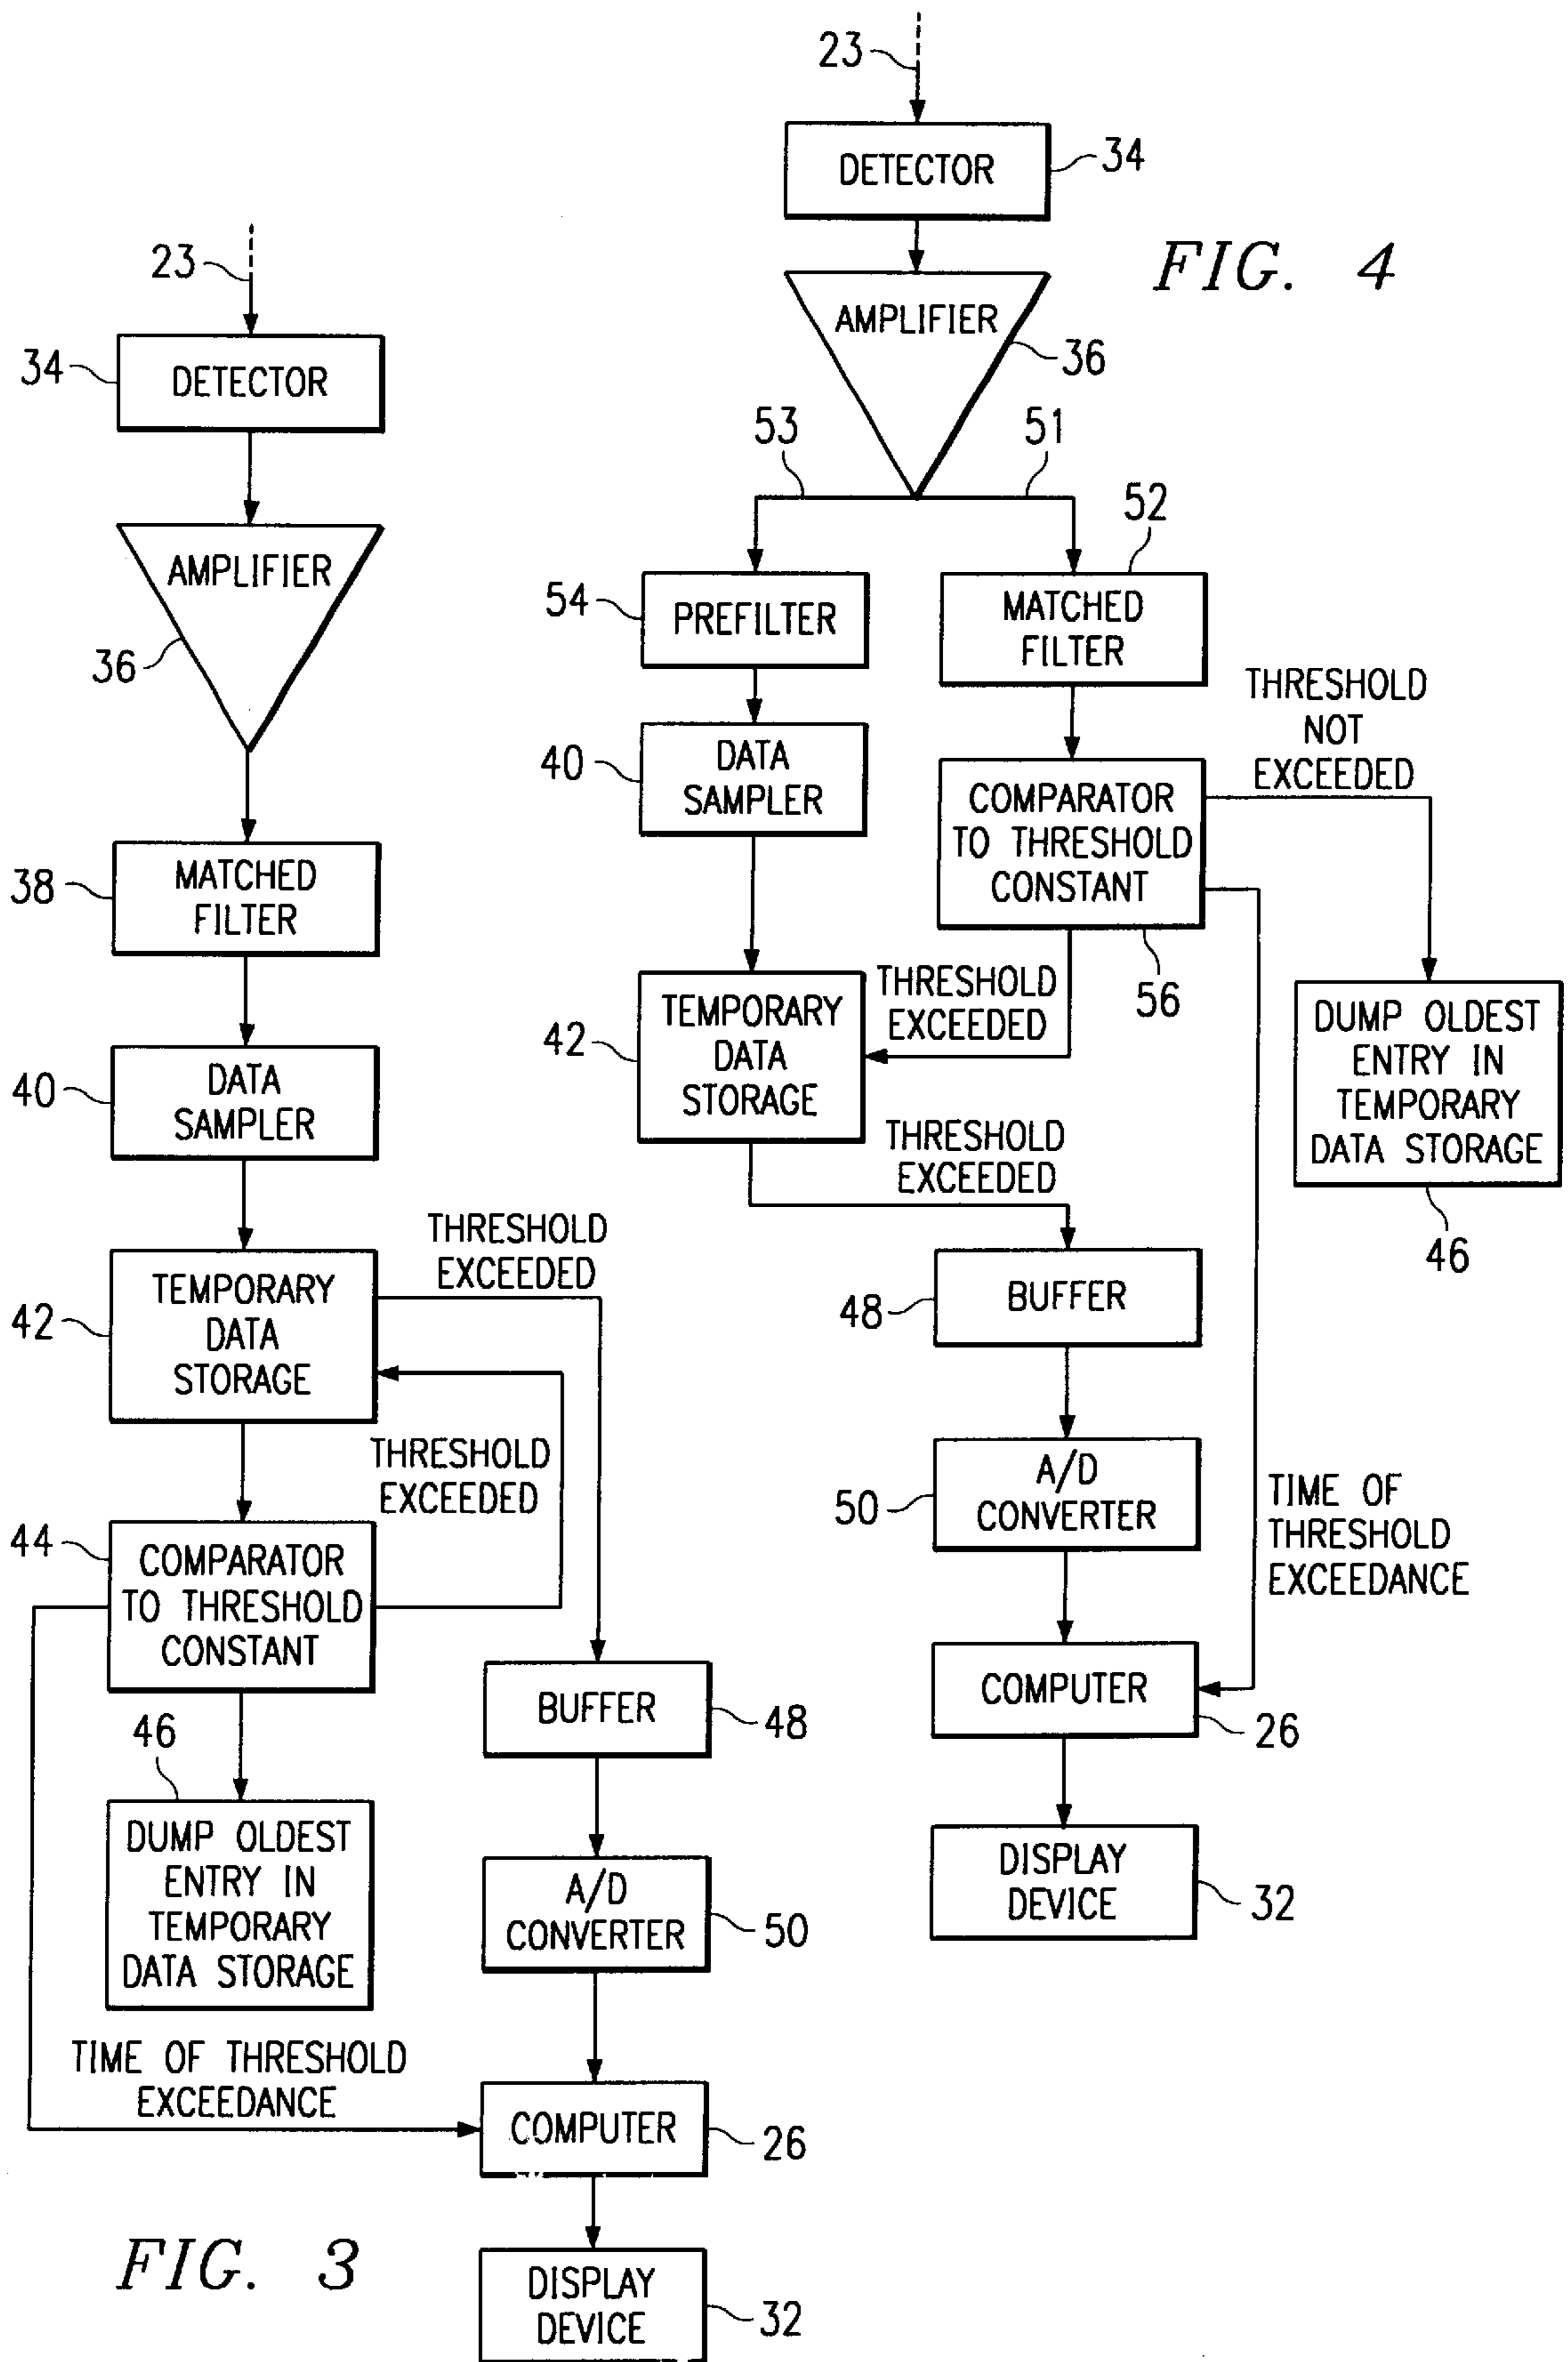 23
34
DETECTOR
AMPLIFIER
36
38
MATCHED
FILTER
40
DATA
SAMPLER
42
TEMPORARY
DATA
STORAGE
THRESHOLD
EXCEEDED
THRESHOLD
EXCEEDED
44
COMPARATOR
TO THRESHOLD
CONSTANT
46
DUMP OLDEST
ENTRY IN
TEMPORARY
DATA STORAGE
BUFFER
48
A/D
CONVERTER
50
TIME OF THRESHOLD
EXCEEDANCE
COMPUTER
26
DISPLAY
DEVICE
32
FIG. 3
23
DETECTOR
34
FIG. 4
AMPLIFIER
36
53
51
52
54
PREFILTER
MATCHED
FILTER
40
DATA
SAMPLER
COMPARATOR
TO THRESHOLD
CONSTANT
56
THRESHOLD
NOT
EXCEEDED
42
TEMPORARY
DATA
STORAGE
THRESHOLD
EXCEEDED
THRESHOLD
EXCEEDED
DUMP OLDEST
ENTRY IN
TEMPORARY
DATA STORAGE
46
48
BUFFER
50
A/D
CONVERTER
TIME OF
THRESHOLD
EXCEEDANCE
COMPUTER
26
DISPLAY
DEVICE
32